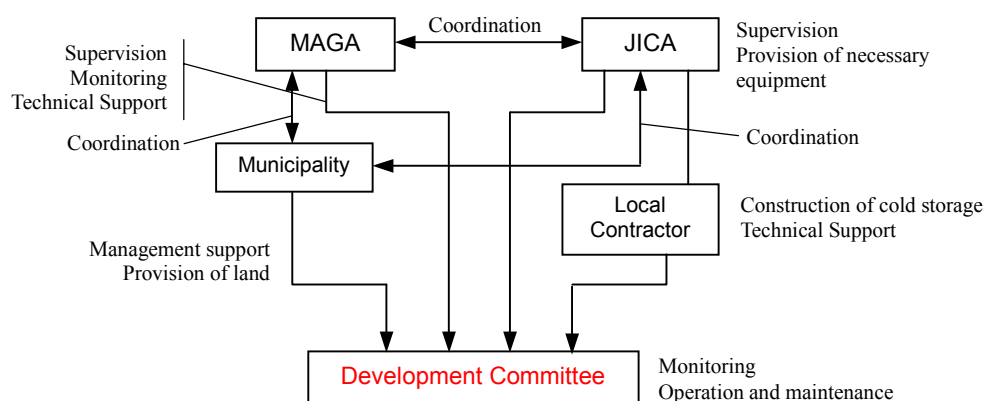 Coordination
MAGA
JICA
Supervision
Provision of necessary
equipment
Supervision
Monitoring
Technical Support
Coordination
Coordination
Municipality
Local
Contractor
Construction of cold storage
Technical Support
Management support
Provision of land
Development Committee
Monitoring
Operation and maintenance